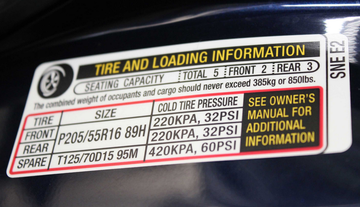 TIRE AND LOADING INFORMATION
SEATING CAPACITY | TOTAL 5 | FRONT 2 | REAR 3
The combined weight of occupants and cargo should never exceed 385kg or 850lbs.
TIRE SIZE COLD TIRE PRESSURE
FRONT P205/55R16 89H 220KPA, 32PSI
REAR 220KPA, 32PSI
SPARE T125/70D15 95M 420KPA, 60PSI
SEE OWNER'S
MANUAL FOR
ADDITIONAL
INFORMATION
SNE E2